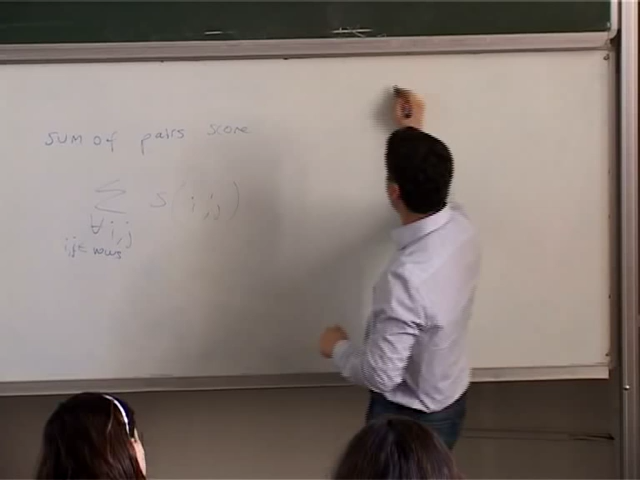 sum of pairs score
Σ s(i,j)
∀i,j
i,j ∈ rows